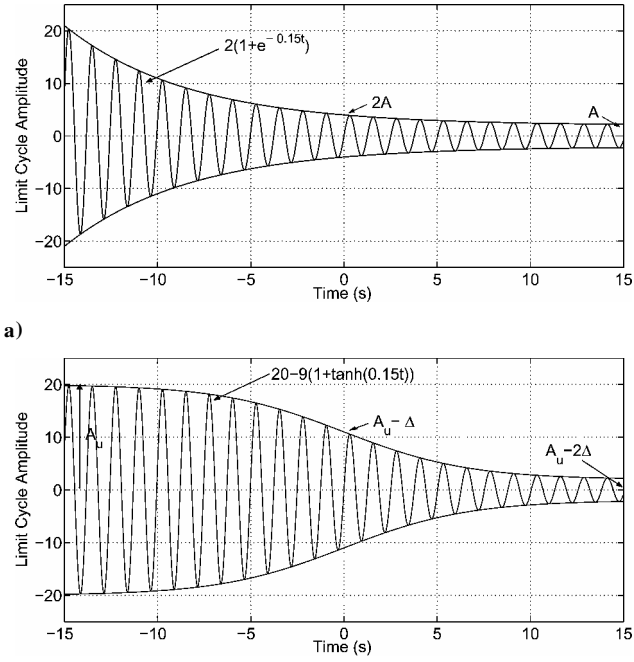 20
10
0
−10
−20
Limit Cycle Amplitude
2(1+e^−0.15t)
2A
A
−15 −10 −5 0 5 10 15
Time (s)
a)
20
10
0
−10
−20
Limit Cycle Amplitude
20−9(1+tanh(0.15t))
A_u
A_u−Δ
A_u−2Δ
−15 −10 −5 0 5 10 15
Time (s)